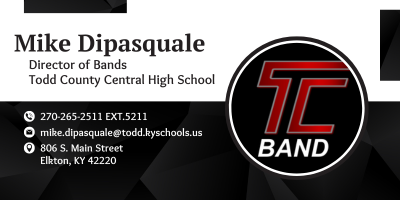 Mike Dipasquale
Director of Bands
Todd County Central High School
270-265-2511 EXT.5211
mike.dipasquale@todd.kyschools.us
806 S. Main Street
Elkton, KY 42220
TC
BAND